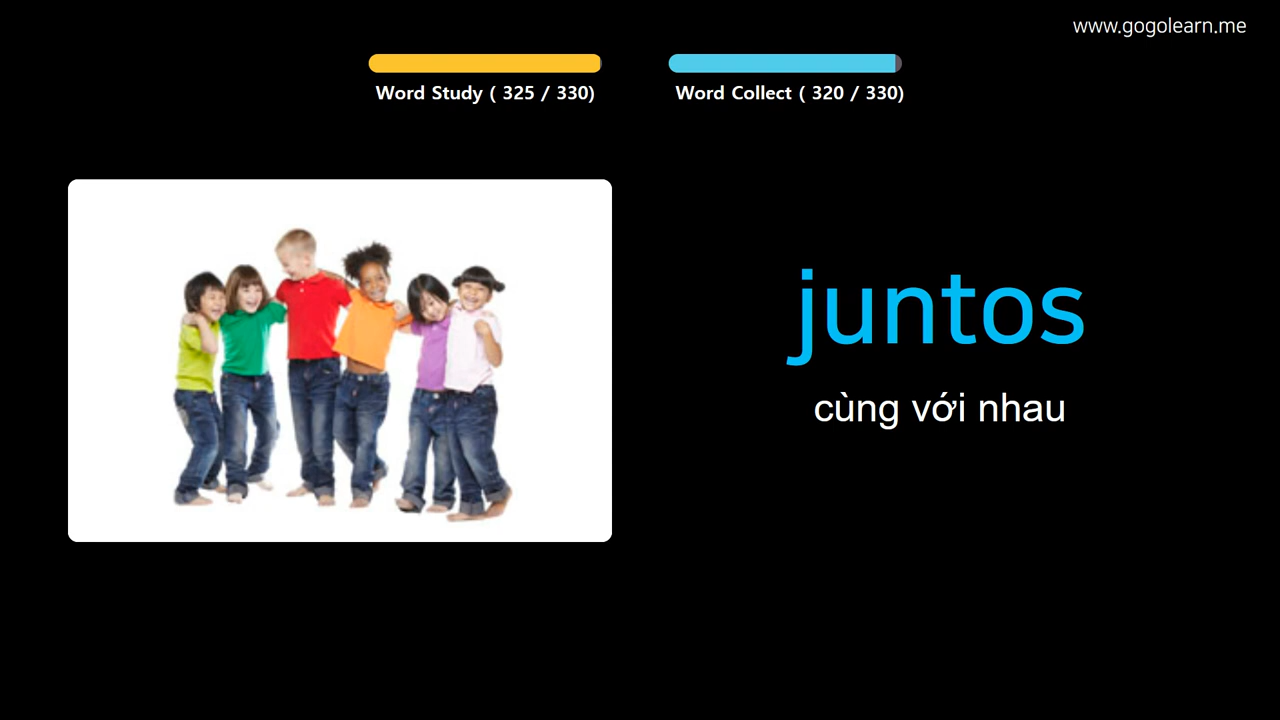 www.gogolearn.me
Word Study ( 325 / 330)
Word Collect ( 320 / 330)
juntos
cùng với nhau